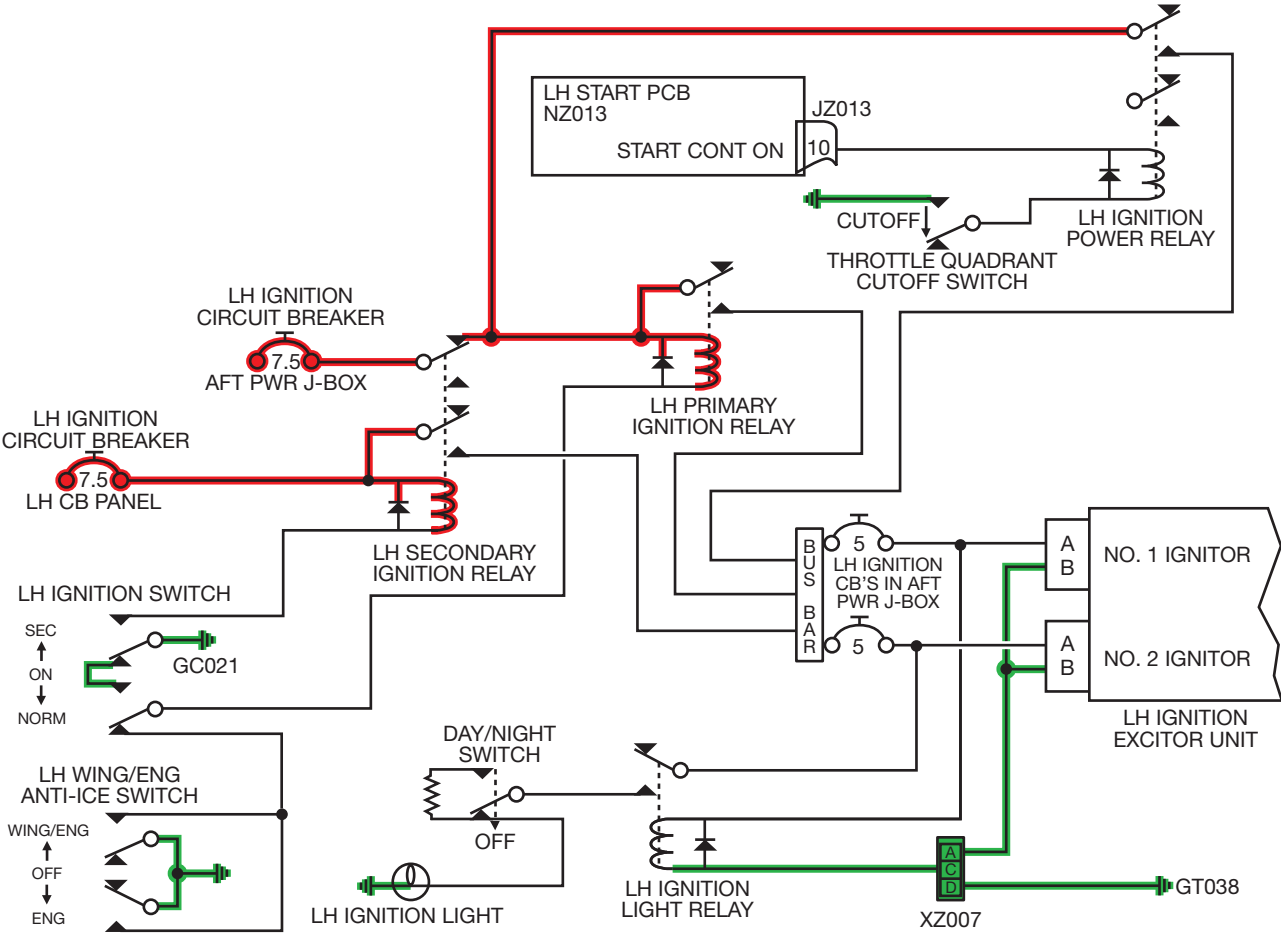 LH START PCB
NZ013
JZ013
START CONT ON
10
CUTOFF
LH IGNITION
POWER RELAY
THROTTLE QUADRANT
CUTOFF SWITCH
LH IGNITION
CIRCUIT BREAKER
7.5
AFT PWR J-BOX
LH PRIMARY
IGNITION RELAY
LH IGNITION
CIRCUIT BREAKER
7.5
LH CB PANEL
LH SECONDARY
IGNITION RELAY
BUS BAR
5
LH IGNITION
CB'S IN AFT
PWR J-BOX
5
A
B
NO. 1 IGNITOR
A
B
NO. 2 IGNITOR
LH IGNITION
EXCITOR UNIT
LH IGNITION SWITCH
SEC
ON
NORM
GC021
LH WING/ENG
ANTI-ICE SWITCH
WING/ENG
OFF
ENG
DAY/NIGHT
SWITCH
OFF
LH IGNITION LIGHT
LH IGNITION
LIGHT RELAY
A
C
D
XZ007
GT038